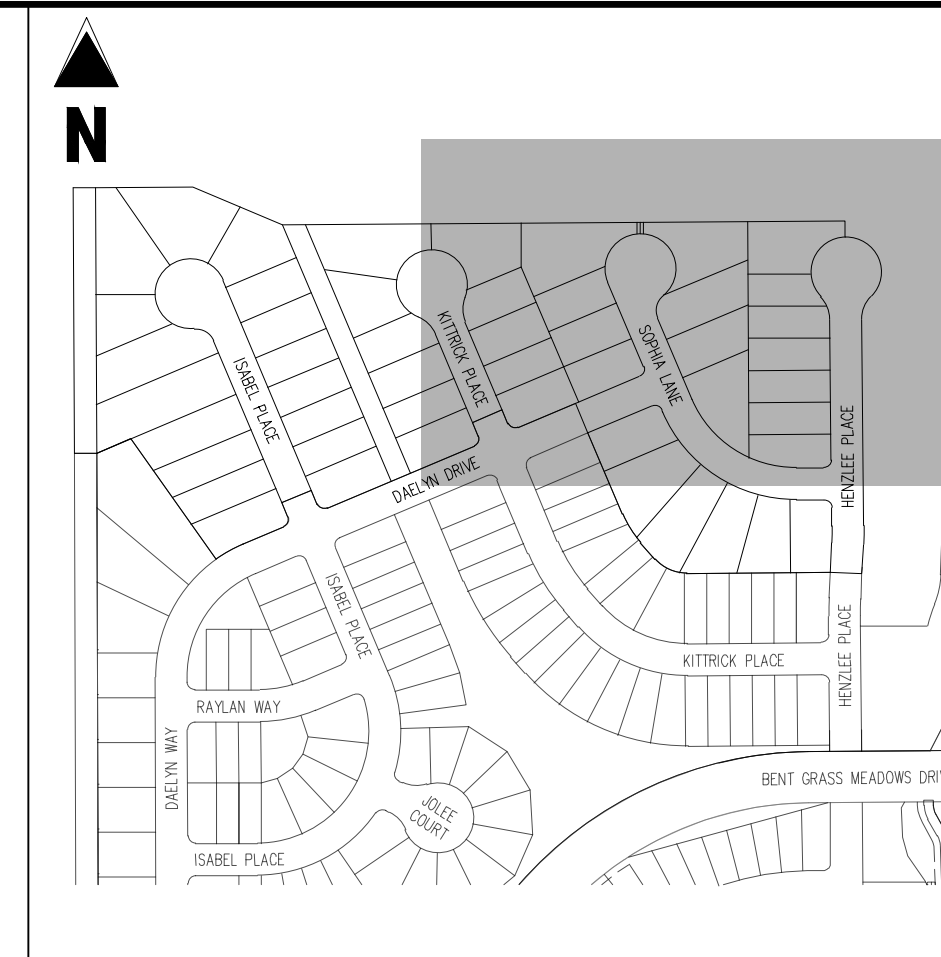 N
KITTRICK PLACE
SOPHIA LANE
ISABEL PLACE
HENZLEE PLACE
DAELYN DRIVE
ISABEL PLACE
KITTRICK PLACE
HENZLEE PLACE
RAYLAN WAY
DAELYN WAY
BENT GRASS MEADOWS DRI
JOLEE
COURT
ISABEL PLACE